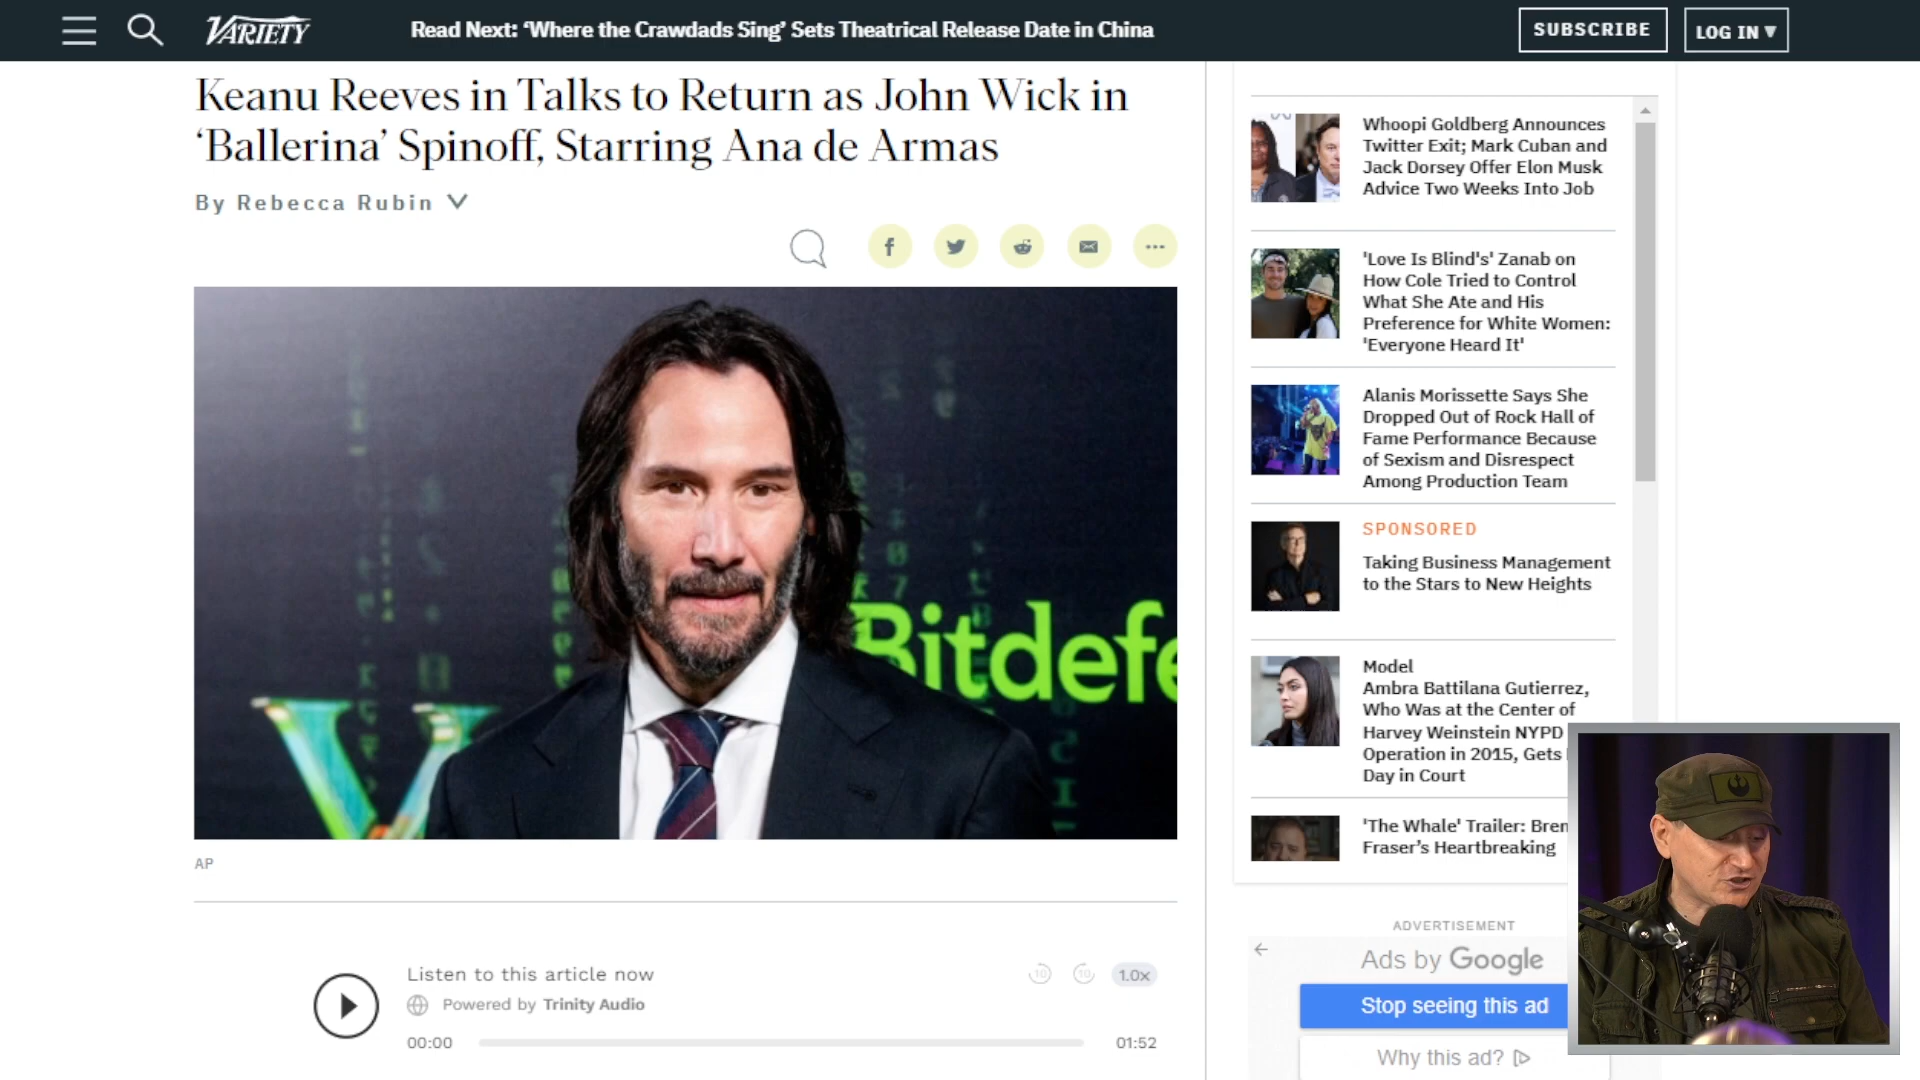 VARIETY
Read Next: ‘Where the Crawdads Sing’ Sets Theatrical Release Date in China
SUBSCRIBE
LOG IN ▼
Keanu Reeves in Talks to Return as John Wick in
‘Ballerina’ Spinoff, Starring Ana de Armas
By Rebecca Rubin
Bitdefe
V
AP
Listen to this article now
Powered by Trinity Audio
10
10
1.0x
00:00
01:52
Whoopi Goldberg Announces
Twitter Exit; Mark Cuban and
Jack Dorsey Offer Elon Musk
Advice Two Weeks Into Job
'Love Is Blind's' Zanab on
How Cole Tried to Control
What She Ate and His
Preference for White Women:
'Everyone Heard It'
Alanis Morissette Says She
Dropped Out of Rock Hall of
Fame Performance Because
of Sexism and Disrespect
Among Production Team
SPONSORED
Taking Business Management
to the Stars to New Heights
Model
Ambra Battilana Gutierrez,
Who Was at the Center of
Harvey Weinstein NYPD
Operation in 2015, Gets
Day in Court
'The Whale' Trailer: Bren
Fraser’s Heartbreaking
ADVERTISEMENT
Ads by Google
Stop seeing this ad
Why this ad?